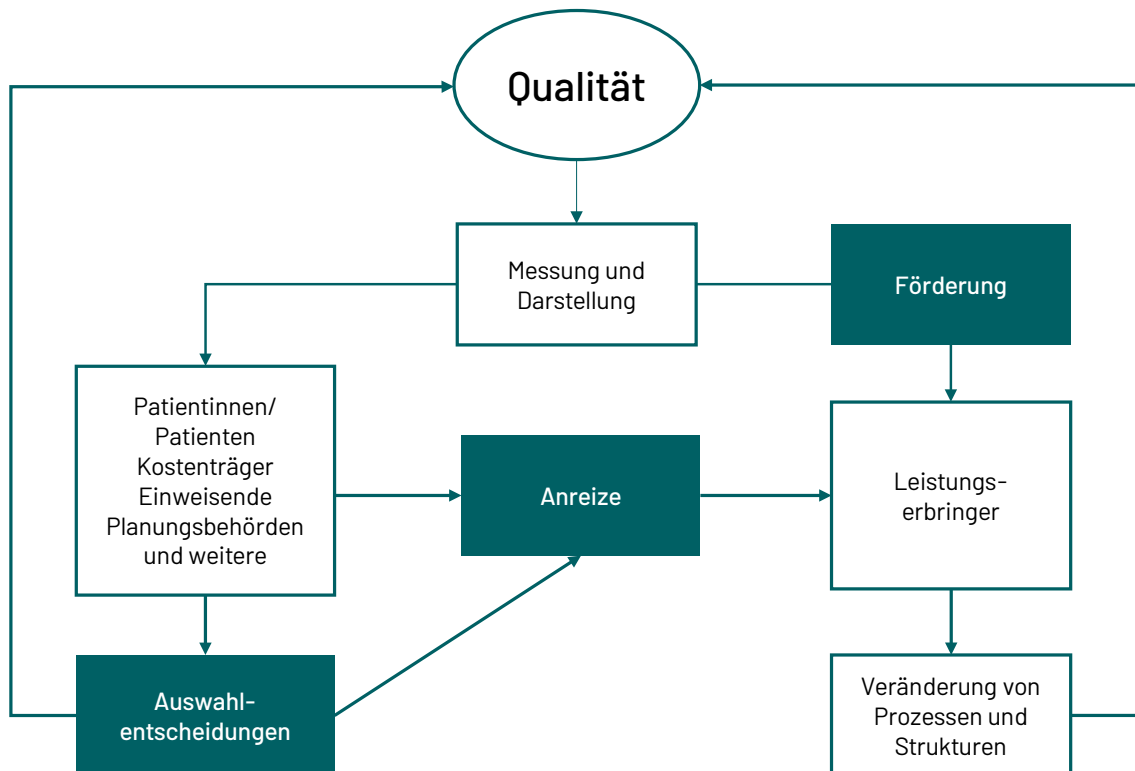 Qualität
Messung und
Darstellung
Förderung
Patientinnen/
Patienten
Kostenträger
Einweisende
Planungsbehörden
und weitere
Anreize
Leistungs-
erbringer
Auswahl-
entscheidungen
Veränderung von
Prozessen und
Strukturen